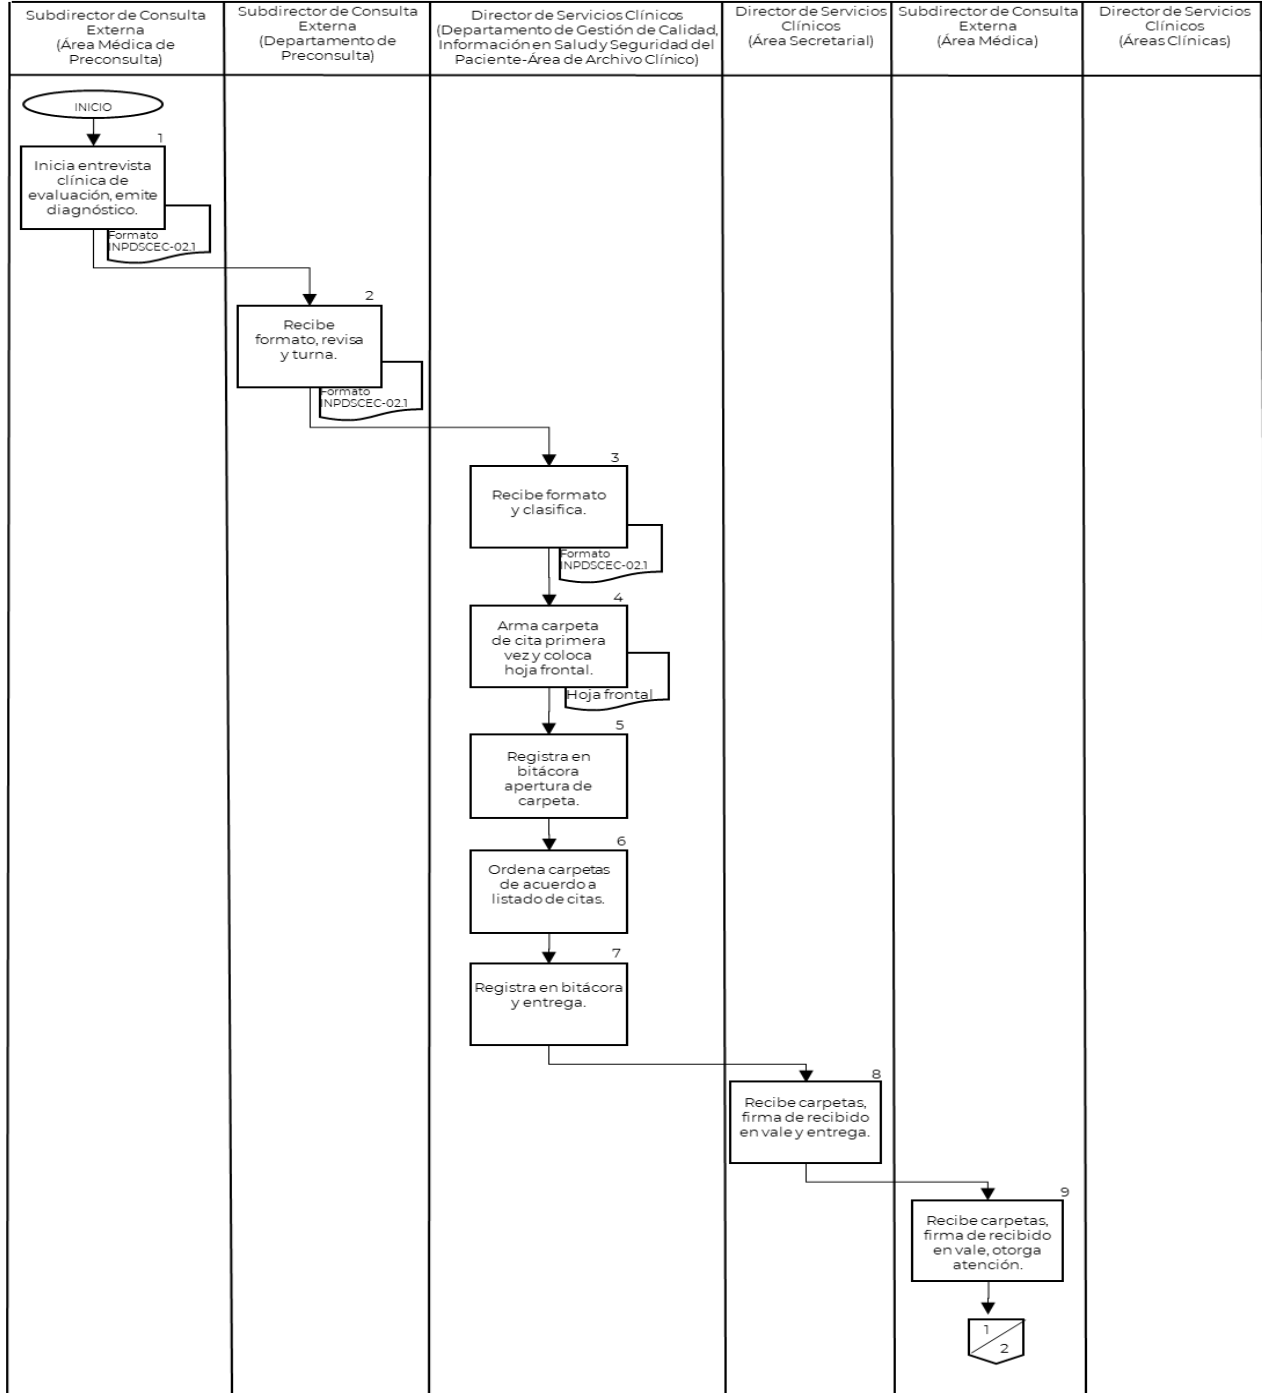 Subdirector de Consulta
Externa
(Área Médica de
Preconsulta)
Subdirector de Consulta
Externa
(Departamento de
Preconsulta)
Director de Servicios Clínicos
(Departamento de Gestión de Calidad,
Información en Salud y Seguridad del
Paciente-Área de Archivo Clínico)
Director de Servicios
Clínicos
(Área Secretarial)
Subdirector de Consulta
Externa
(Área Médica)
Director de Servicios
Clínicos
(Áreas Clínicas)
INICIO
1
Inicia entrevista
clínica de
evaluación, emite
diagnóstico.
Formato
INPDSCEC-02.1
2
Recibe
formato, revisa
y turna.
Formato
INPDSCEC-02.1
3
Recibe formato
y clasifica.
Formato
INPDSCEC-02.1
4
Arma carpeta
de cita primera
vez y coloca
hoja frontal.
Hoja frontal
5
Registra en
bitácora
apertura de
carpeta.
6
Ordena carpetas
de acuerdo a
listado de citas.
7
Registra en bitácora
y entrega.
8
Recibe carpetas,
firma de recibido
en vale y entrega.
9
Recibe carpetas,
firma de recibido
en vale, otorga
atención.
1
2